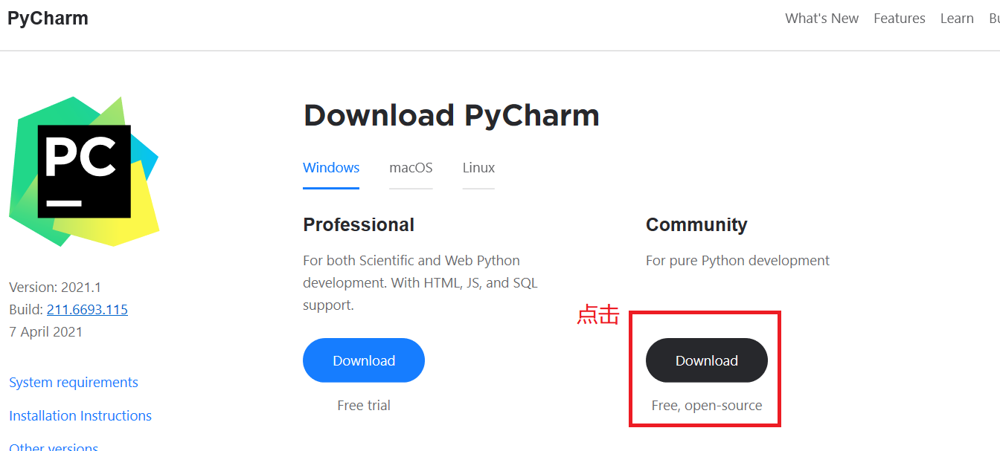 PyCharm
What's New Features Learn
PC
Download PyCharm
Windows macOS Linux
Professional
For both Scientific and Web Python
development. With HTML, JS, and SQL
support.
Download
Free trial
Community
For pure Python development
点击
Download
Free, open-source
Version: 2021.1
Build: 211.6693.115
7 April 2021
System requirements
Installation Instructions
Other versions